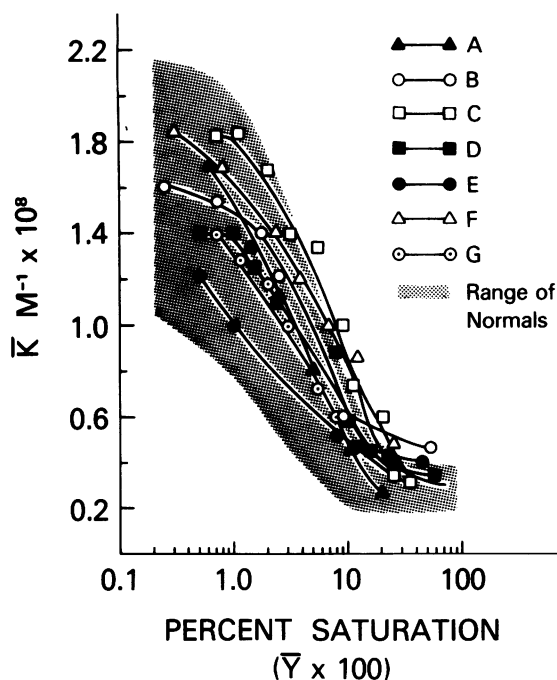 2.2
1.8
1.4
1.0
0.6
0.2
K̅ M⁻¹ x 10⁸
0.1
1.0
10
100
PERCENT SATURATION
(Y̅ x 100)
A
B
C
D
E
F
G
Range of
Normals